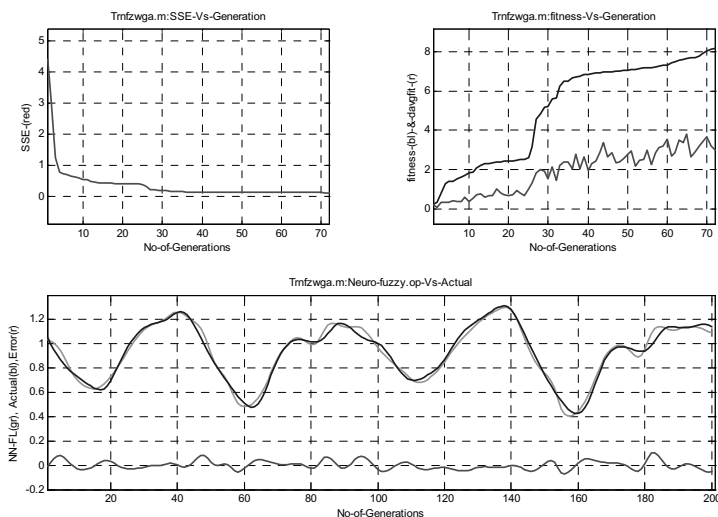 Trnfzwga.m:SSE-Vs-Generation
5
4
3
2
1
0
SSE-(red)
10 20 30 40 50 60 70
No-of-Generations
Trnfzwga.m:fitness-Vs-Generation
8
6
4
2
0
fitness-(bl)-&-davgfit-(r)
10 20 30 40 50 60 70
No-of-Generations
Trnfzwga.m:Neuro-fuzzy.op-Vs-Actual
1.2
1
0.8
0.6
0.4
0.2
0
-0.2
NN-FL(gr), Actual(bl),Error(r)
20 40 60 80 100 120 140 160 180 200
No-of-Generations